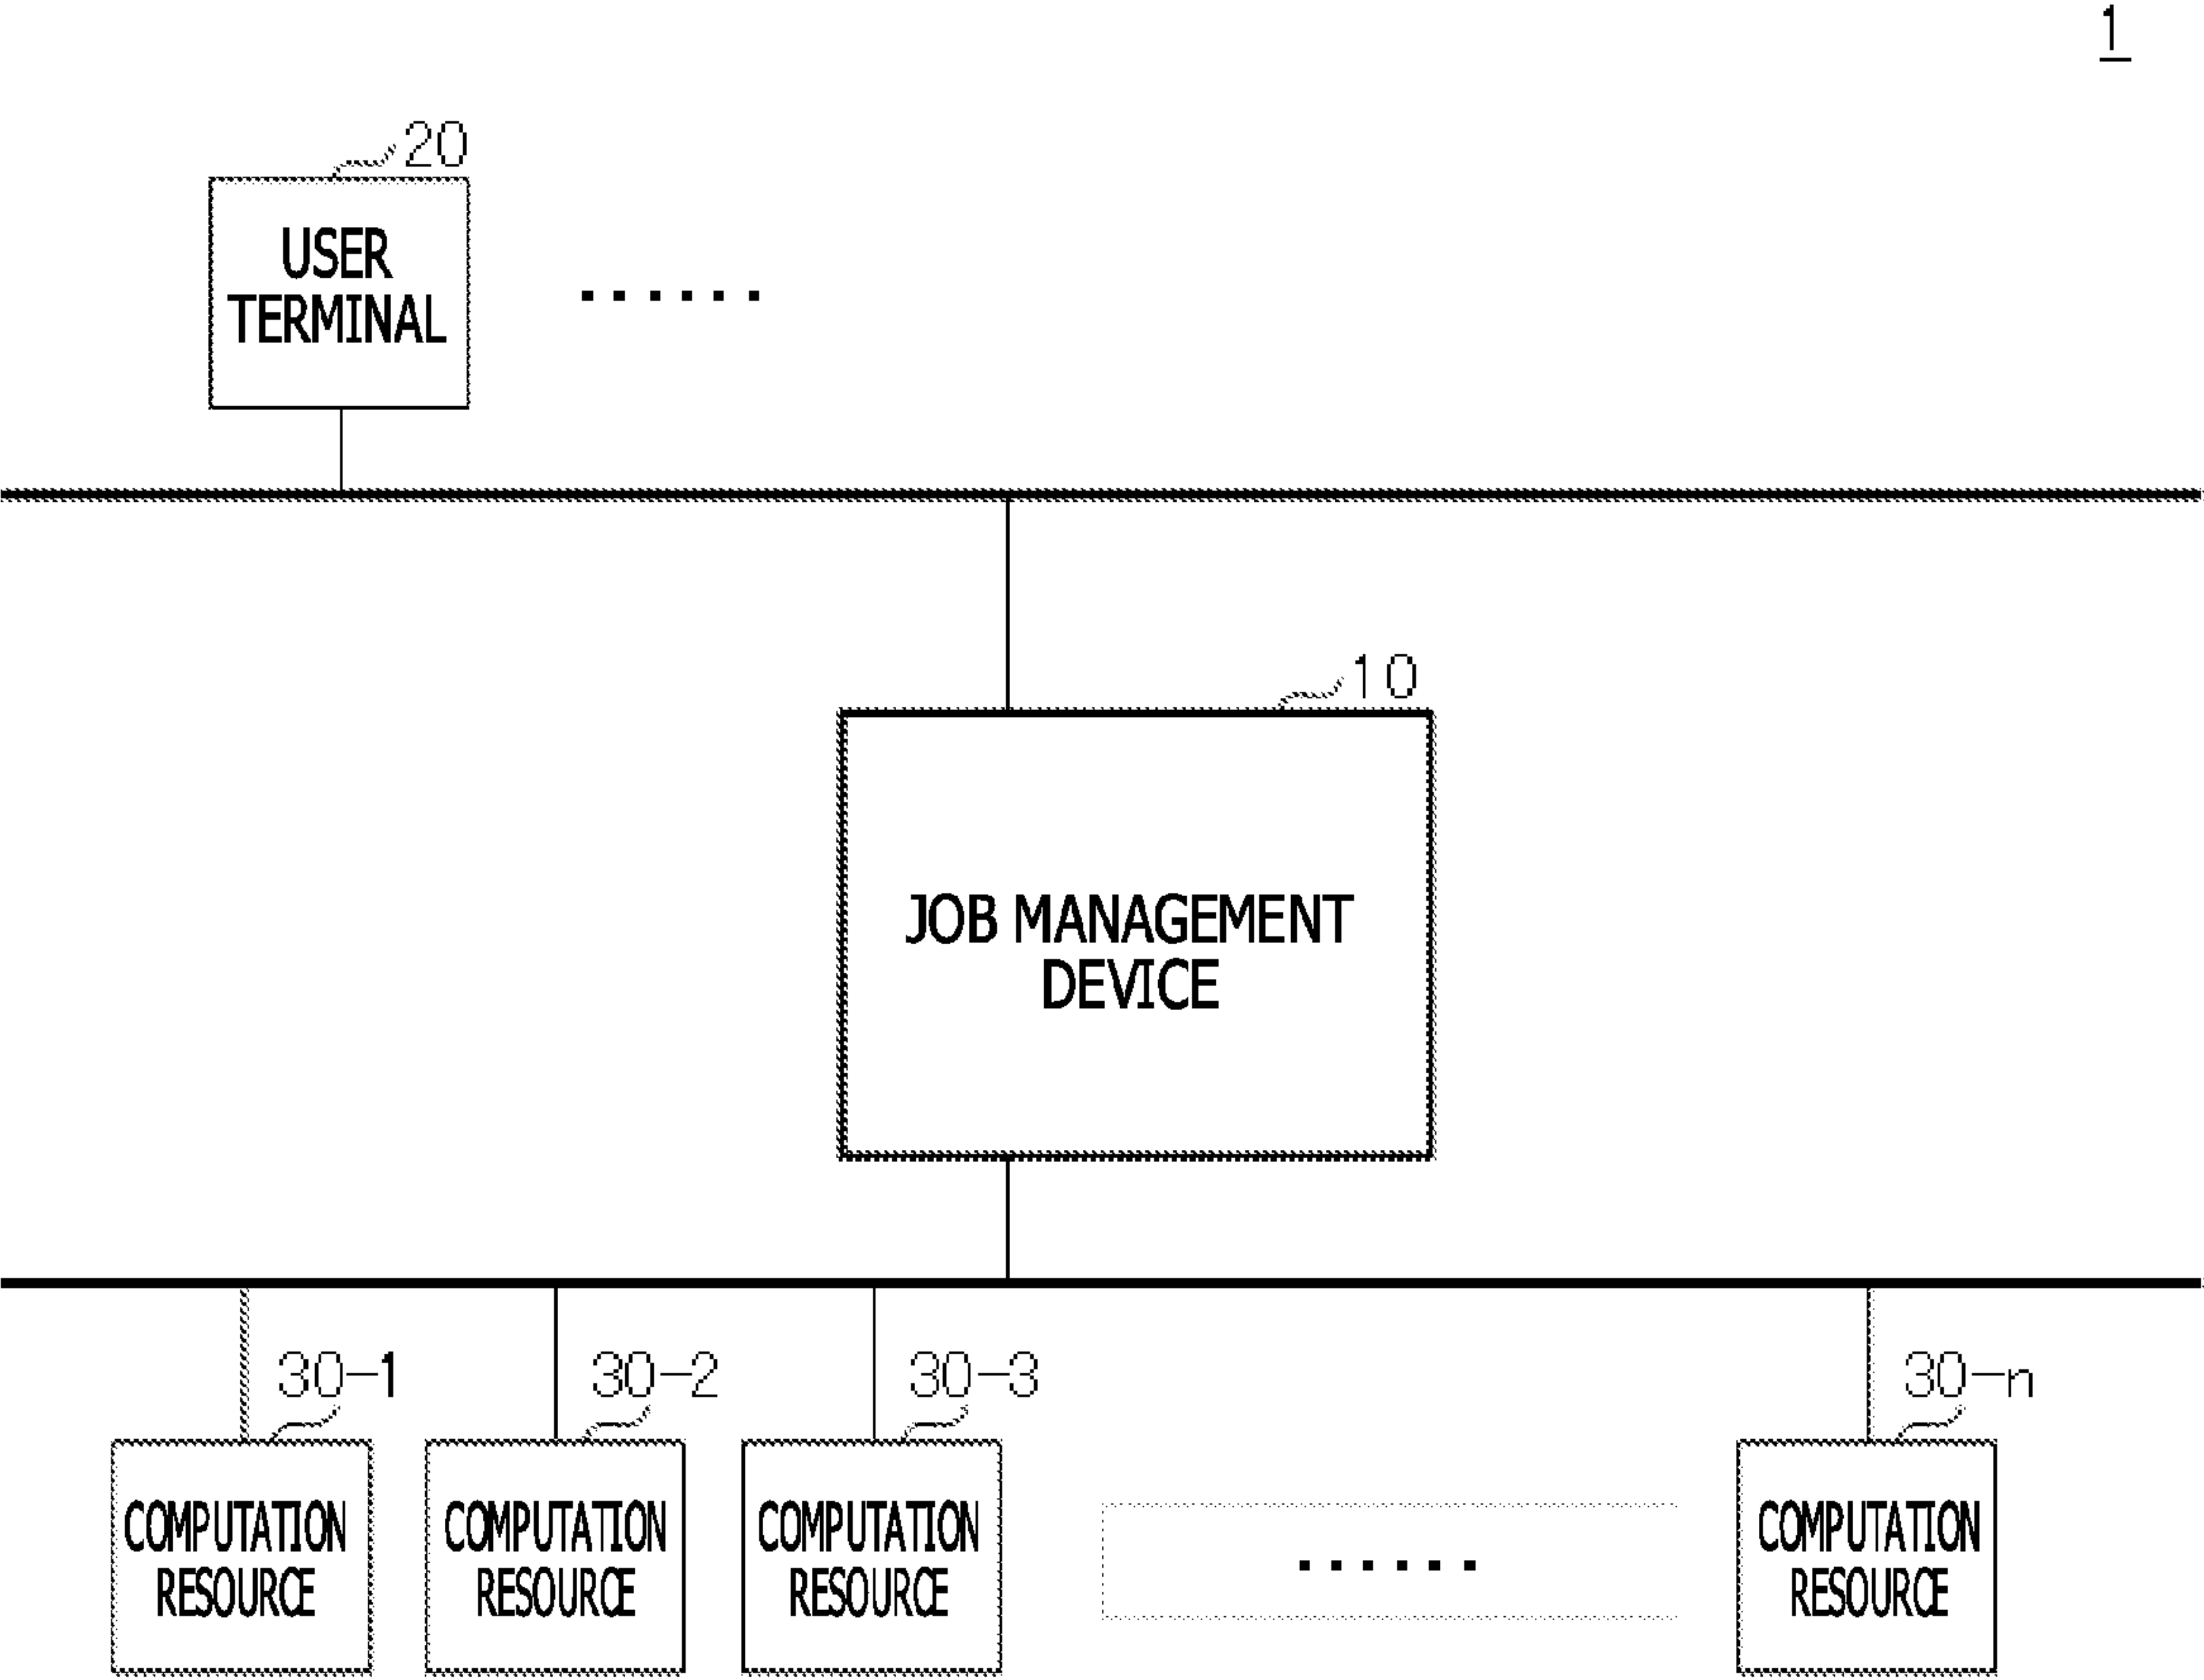 1
20
USER
TERMINAL
......
10
JOB MANAGEMENT
DEVICE
30-1
30-2
30-3
30-n
COMPUTATION
RESOURCE
COMPUTATION
RESOURCE
COMPUTATION
RESOURCE
......
COMPUTATION
RESOURCE